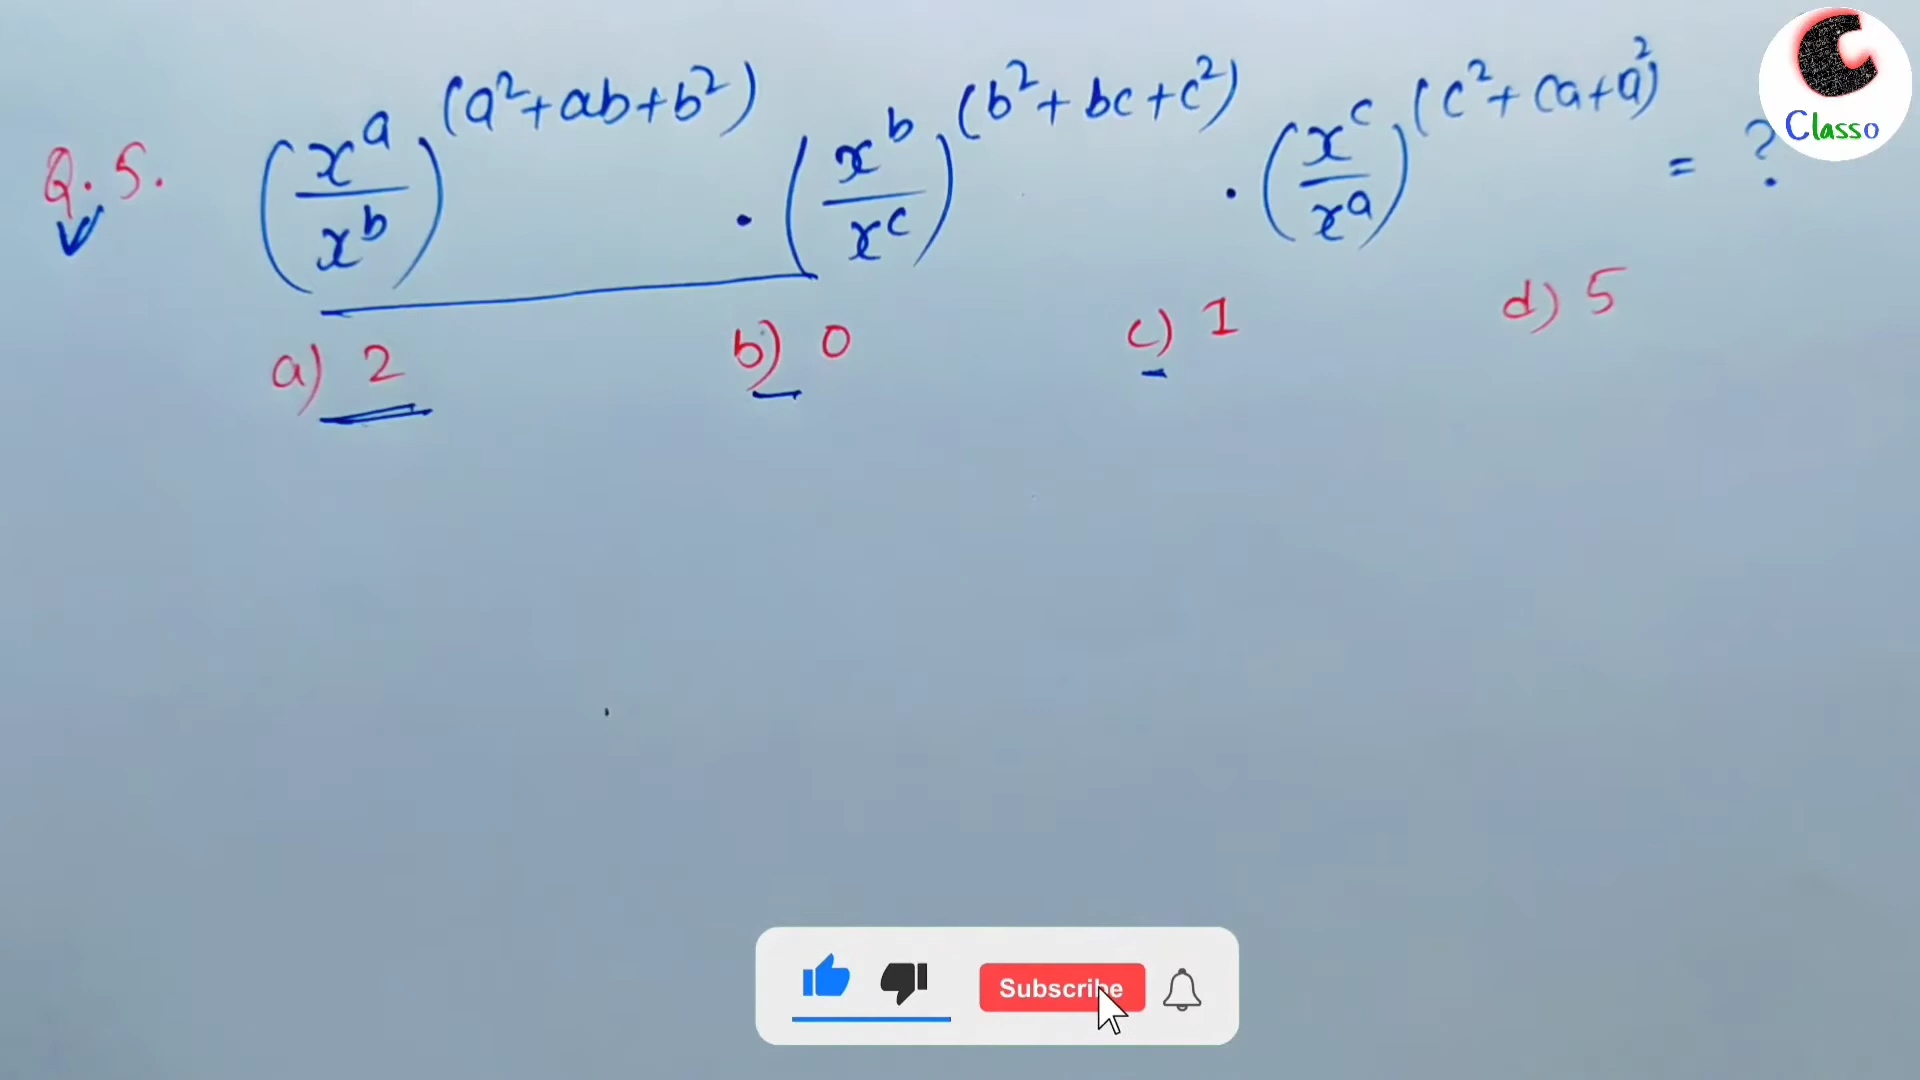 Q. 5. (x^a/x^b)^(a²+ab+b²) · (x^b/x^c)^(b²+bc+c²) · (x^c/x^a)^(c²+ca+a²) = ?
a) 2 b) 0 c) 1 d) 5
C
Classo
Subscribe